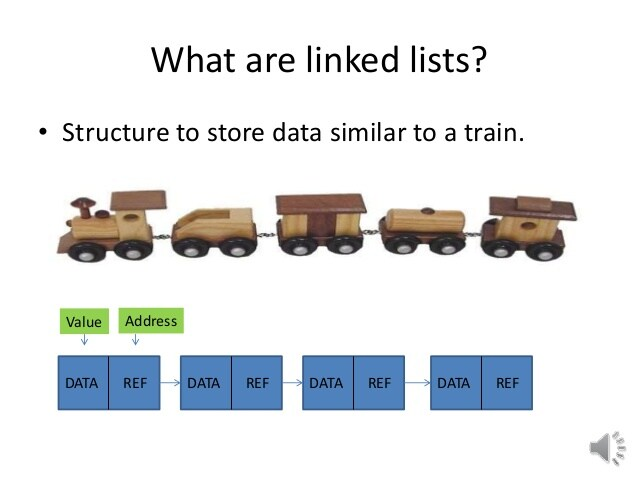 What are linked lists?
• Structure to store data similar to a train.
Value Address
DATA REF DATA REF DATA REF DATA REF